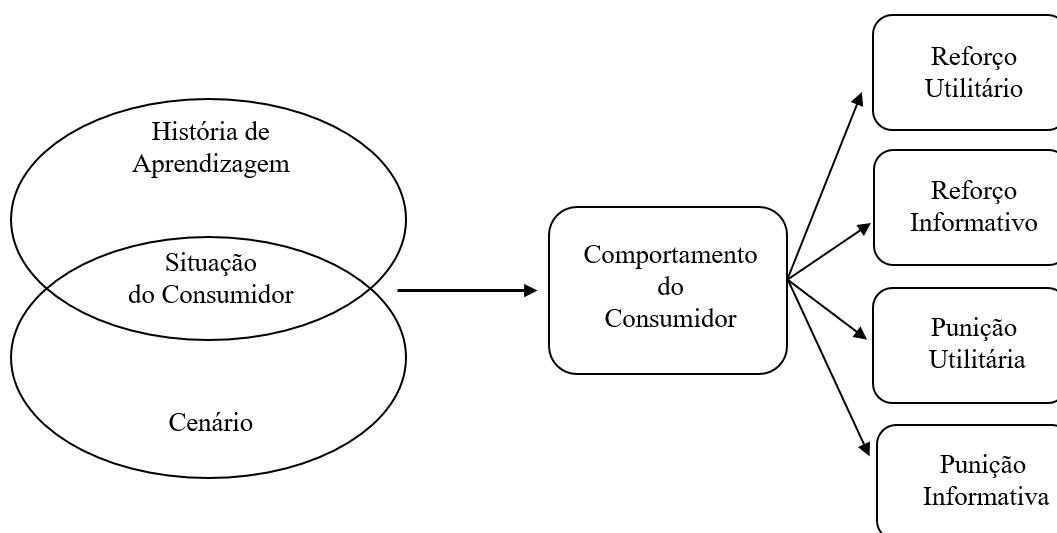 História de
Aprendizagem
Situação
do Consumidor
Cenário
Comportamento
do
Consumidor
Reforço
Utilitário
Reforço
Informativo
Punição
Utilitária
Punição
Informativa